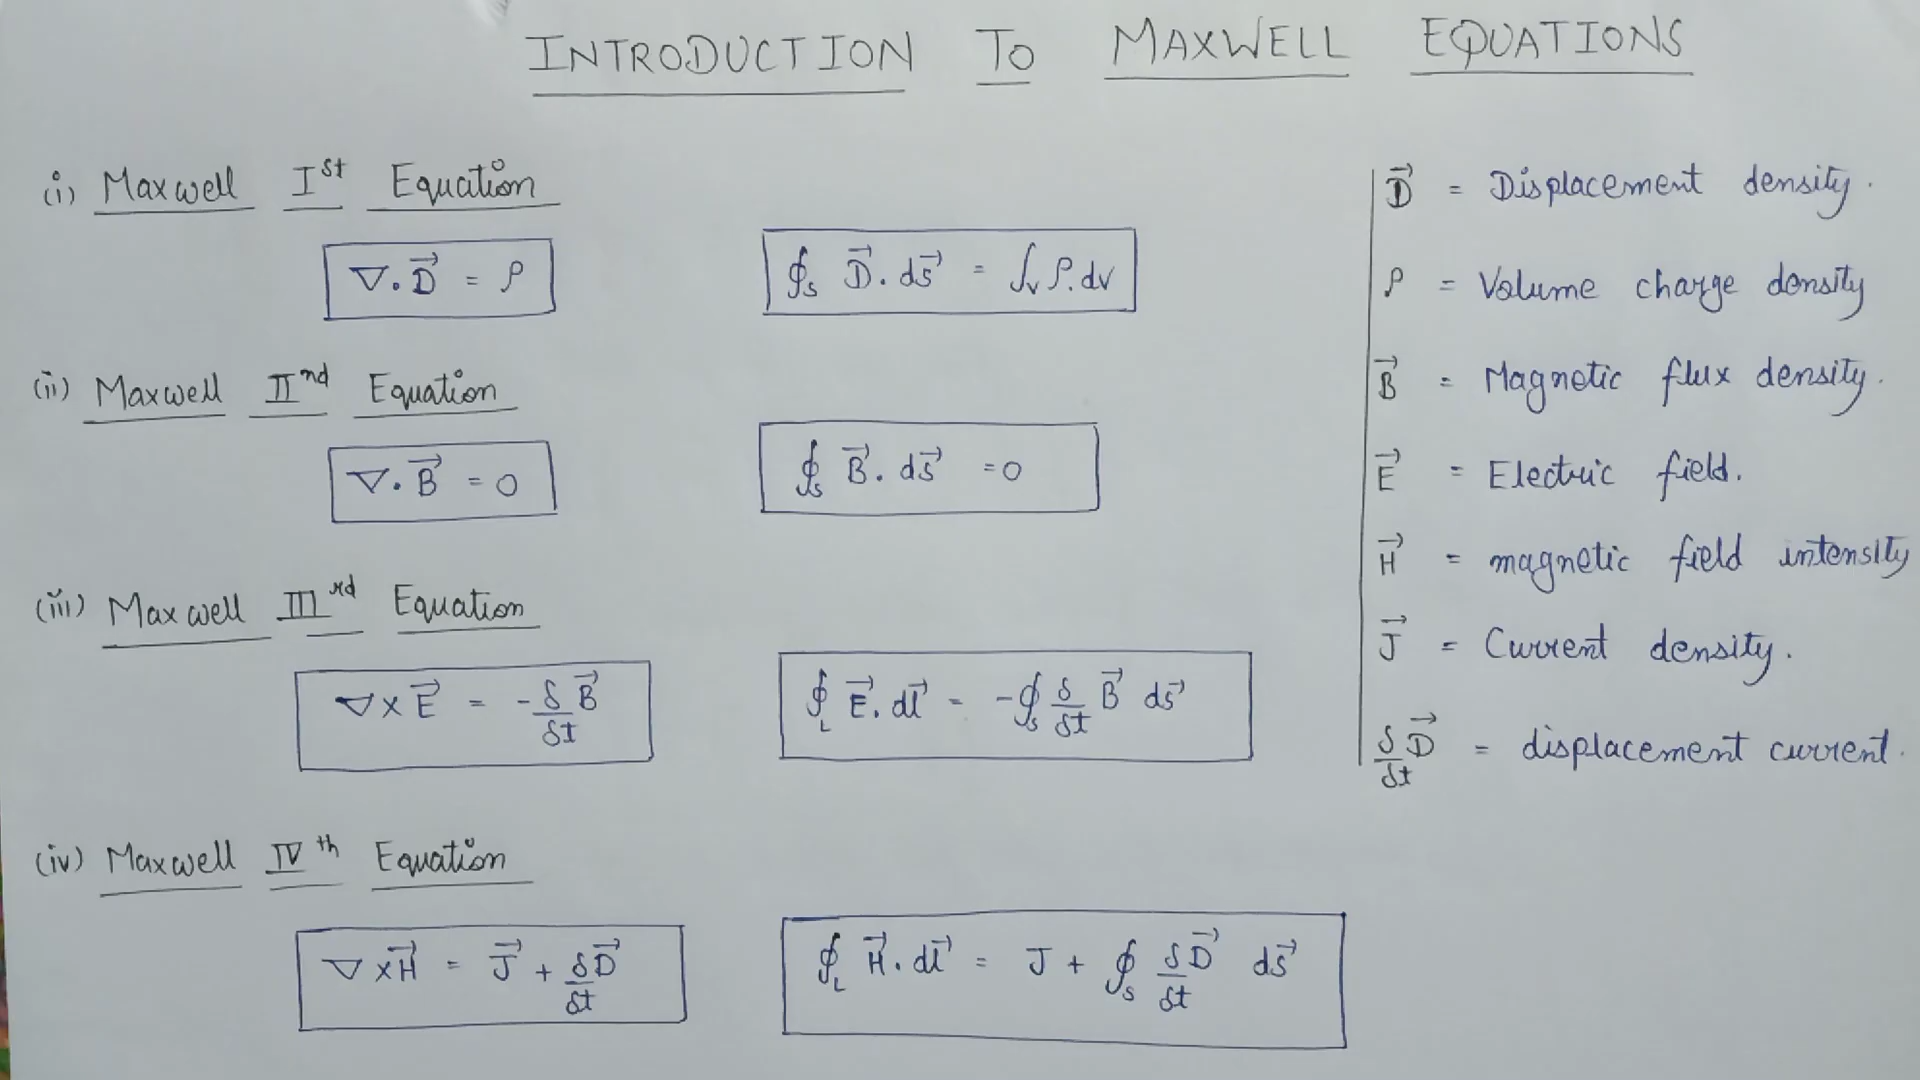 INTRODUCTION TO MAXWELL EQUATIONS
(i) Maxwell Iˢᵗ Equation
∇.D⃗ = ρ
∮ₛ D⃗. ds⃗ = ∫ᵥ ρ.dv
(ii) Maxwell IIⁿᵈ Equation
∇.B⃗ = 0
∮ₛ B⃗. ds⃗ = 0
(iii) Maxwell IIIʳᵈ Equation
∇×E⃗ = -δ/δt B⃗
∮_L E⃗. dl⃗ = -∮ₛ δ/δt B⃗ ds⃗
(iv) Maxwell IVᵗʰ Equation
∇×H⃗ = J⃗ + δD⃗/δt
∮_L H⃗. dl⃗ = J + ∮ₛ δD⃗/δt ds⃗
D⃗ = Displacement density.
ρ = Volume charge density
B⃗ = Magnetic flux density.
E⃗ = Electric field.
H⃗ = magnetic field intensity
J⃗ = Current density.
δ/δt D⃗ = displacement current.